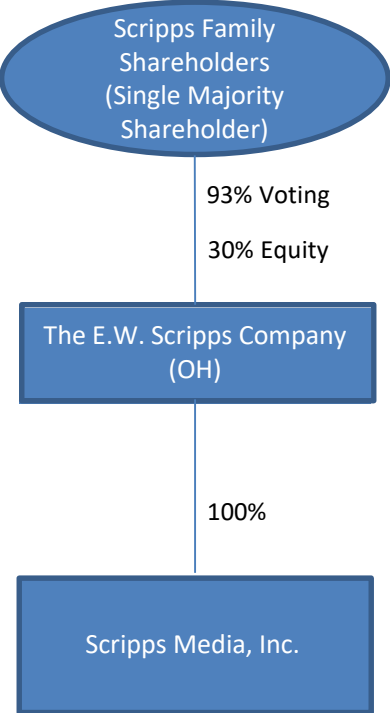 Scripps Family
Shareholders
(Single Majority
Shareholder)
93% Voting
30% Equity
The E.W. Scripps Company
(OH)
100%
Scripps Media, Inc.